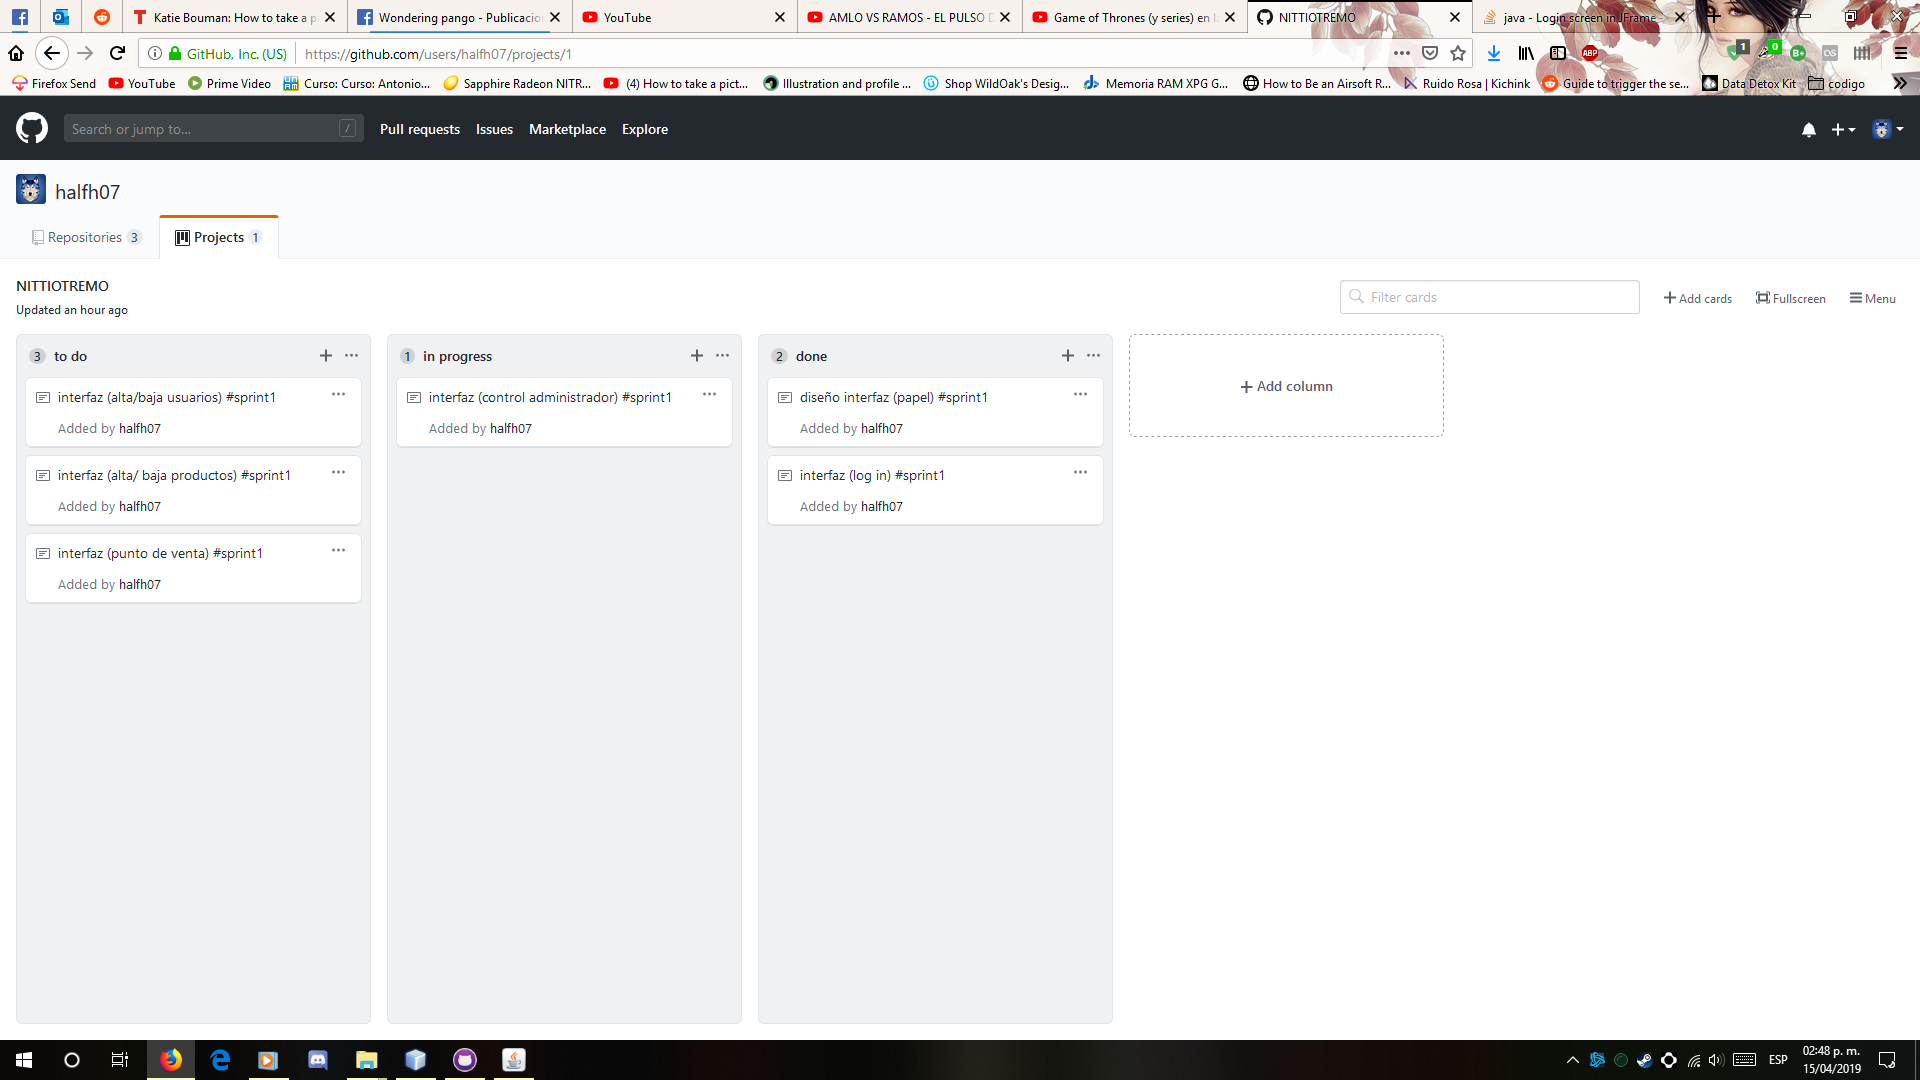 Katie Bouman: How to take a p
Wondering pango - Publicacion
YouTube
AMLO VS RAMOS - EL PULSO D
Game of Thrones (y series) en l
NITTIOTREMO
java - Login screen in JFrame
GitHub, Inc. (US)
https://github.com/users/halfh07/projects/1
1
0
ABP
B+
OS
Firefox Send
YouTube
Prime Video
Curso: Curso: Antonio...
Sapphire Radeon NITR...
(4) How to take a pict...
Illustration and profile ...
Shop WildOak's Desig...
Memoria RAM XPG G...
How to Be an Airsoft R...
Ruido Rosa | Kichink
Guide to trigger the se...
Data Detox Kit
codigo
Search or jump to...
/
Pull requests
Issues
Marketplace
Explore
halfh07
Repositories 3
Projects 1
NITTIOTREMO
Updated an hour ago
Filter cards
Add cards
Fullscreen
Menu
3 to do
interfaz (alta/baja usuarios) #sprint1
Added by halfh07
interfaz (alta/ baja productos) #sprint1
Added by halfh07
interfaz (punto de venta) #sprint1
Added by halfh07
1 in progress
interfaz (control administrador) #sprint1
Added by halfh07
2 done
diseño interfaz (papel) #sprint1
Added by halfh07
interfaz (log in) #sprint1
Added by halfh07
Add column
ESP
02:48 p. m.
15/04/2019